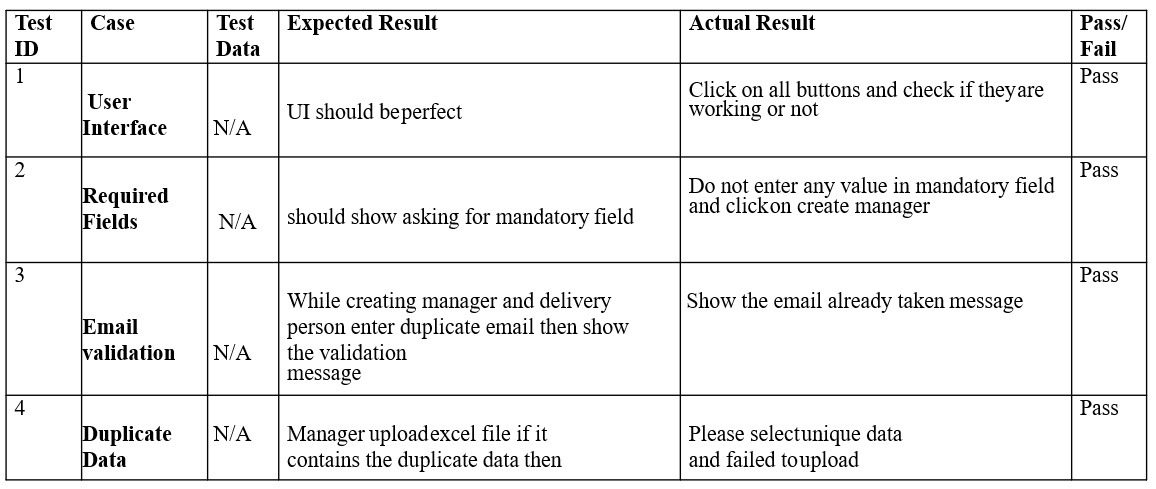 Test ID Case Test Data Expected Result Actual Result Pass/ Fail
1
User Interface
N/A
UI should beperfect
Click on all buttons and check if theyare
working or not
Pass
2
Required
Fields
N/A
should show asking for mandatory field
Do not enter any value in mandatory field
and clickon create manager
Pass
3
Email
validation
N/A
While creating manager and delivery
person enter duplicate email then show
the validation
message
Show the email already taken message
Pass
4
Duplicate
Data
N/A
Manager uploadexcel file if it
contains the duplicate data then
Please selectunique data
and failed toupload
Pass